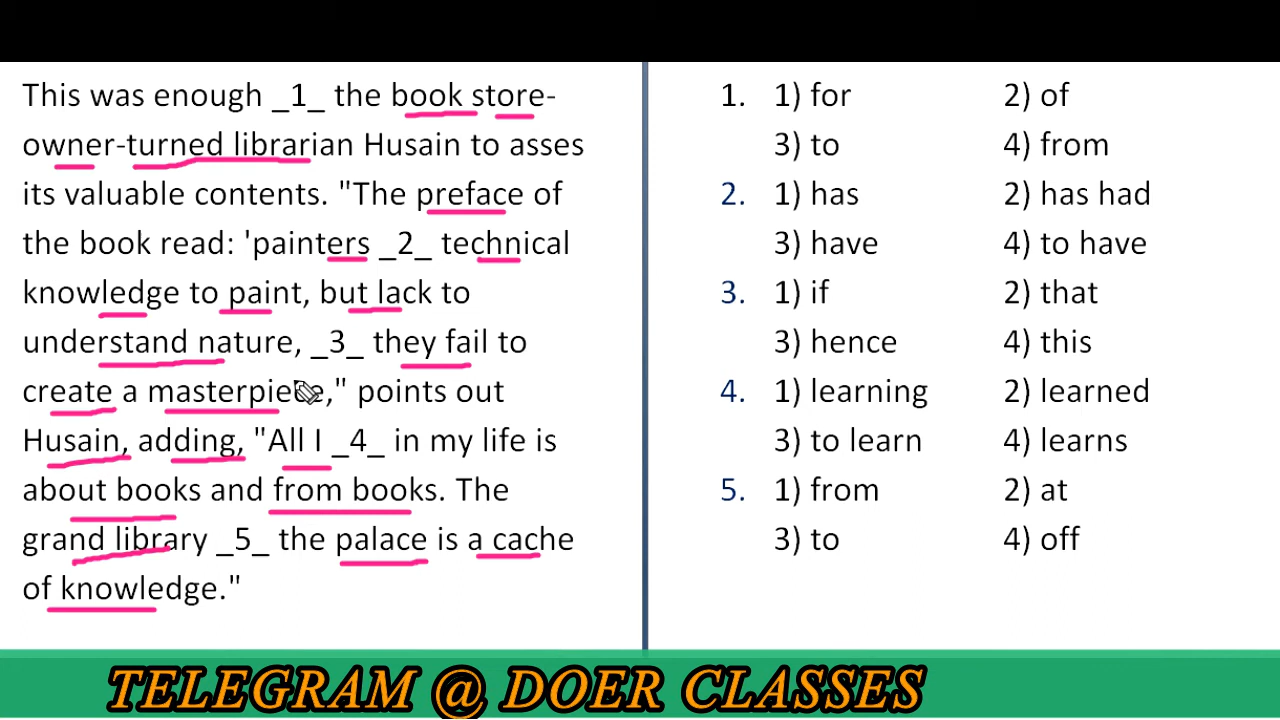 This was enough _1_ the book store-
owner-turned librarian Husain to asses
its valuable contents. "The preface of
the book read: 'painters _2_ technical
knowledge to paint, but lack to
understand nature, _3_ they fail to
create a masterpiece," points out
Husain, adding, "All I _4_ in my life is
about books and from books. The
grand library _5_ the palace is a cache
of knowledge."
1. 1) for 2) of
3) to 4) from
2. 1) has 2) has had
3) have 4) to have
3. 1) if 2) that
3) hence 4) this
4. 1) learning 2) learned
3) to learn 4) learns
5. 1) from 2) at
3) to 4) off
TELEGRAM @ DOER CLASSES